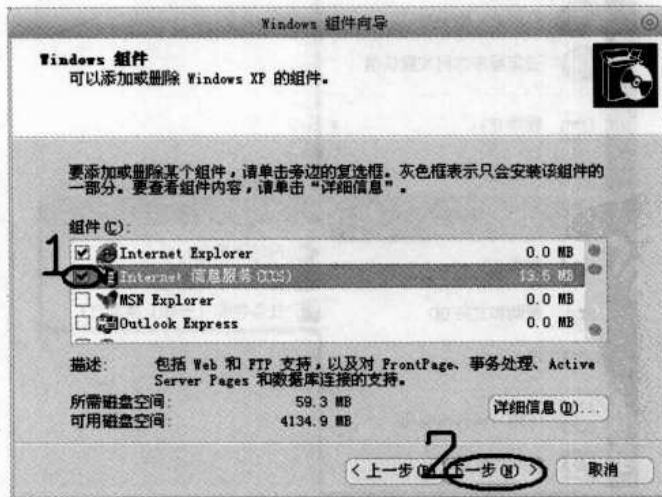 Windows 组件向导
Windows 组件
可以添加或删除 Windows XP 的组件。
要添加或删除某个组件，请单击旁边的复选框。灰色框表示只会安装该组件的
一部分。要查看组件内容，请单击“详细信息”。
组件(C):
1
Internet Explorer 0.0 MB
Internet 信息服务(IIS) 13.5 MB
MSN Explorer 0.0 MB
Outlook Express 0.0 MB
描述: 包括 Web 和 FTP 支持，以及对 FrontPage、事务处理、Active
Server Pages 和数据库连接的支持。
所需磁盘空间: 59.3 MB
可用磁盘空间: 4134.9 MB
详细信息(D)...
2
< 上一步(B) 下一步(N) > 取消